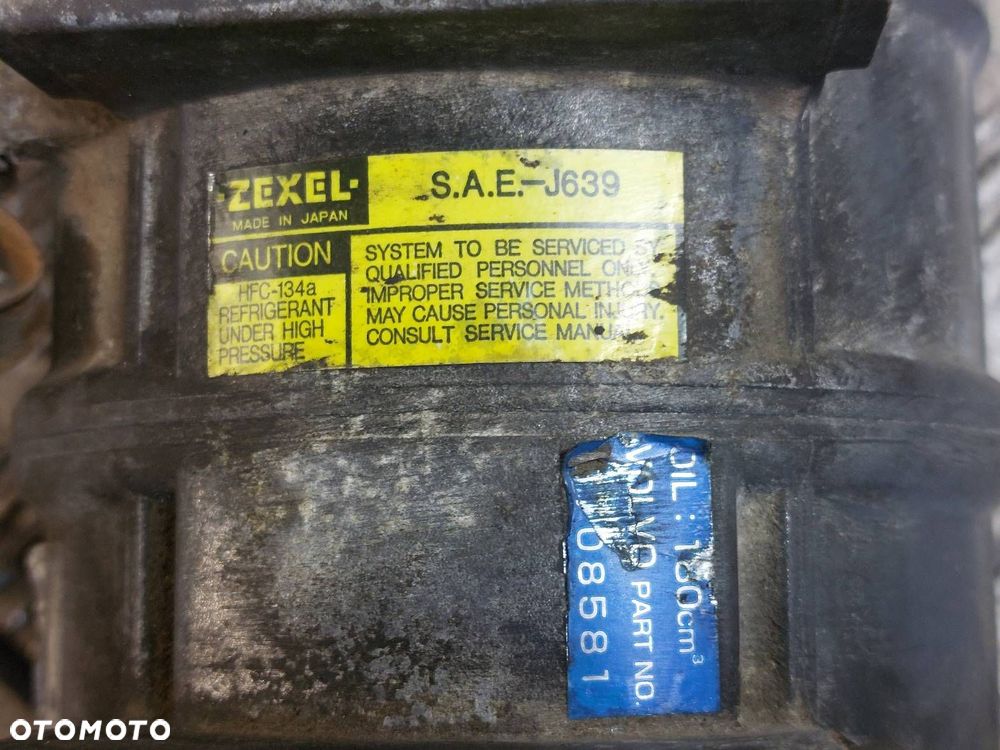 ·ZEXEL·
MADE IN JAPAN
S.A.E.-J639
CAUTION
HFC-134a
REFRIGERANT
UNDER HIGH
PRESSURE
SYSTEM TO BE SERVICED BY
QUALIFIED PERSONNEL ONLY.
IMPROPER SERVICE METHODS
MAY CAUSE PERSONAL INJURY.
CONSULT SERVICE MANUAL.
OIL : cm³
VOLVO PART NO.
08581
OTOMOTO